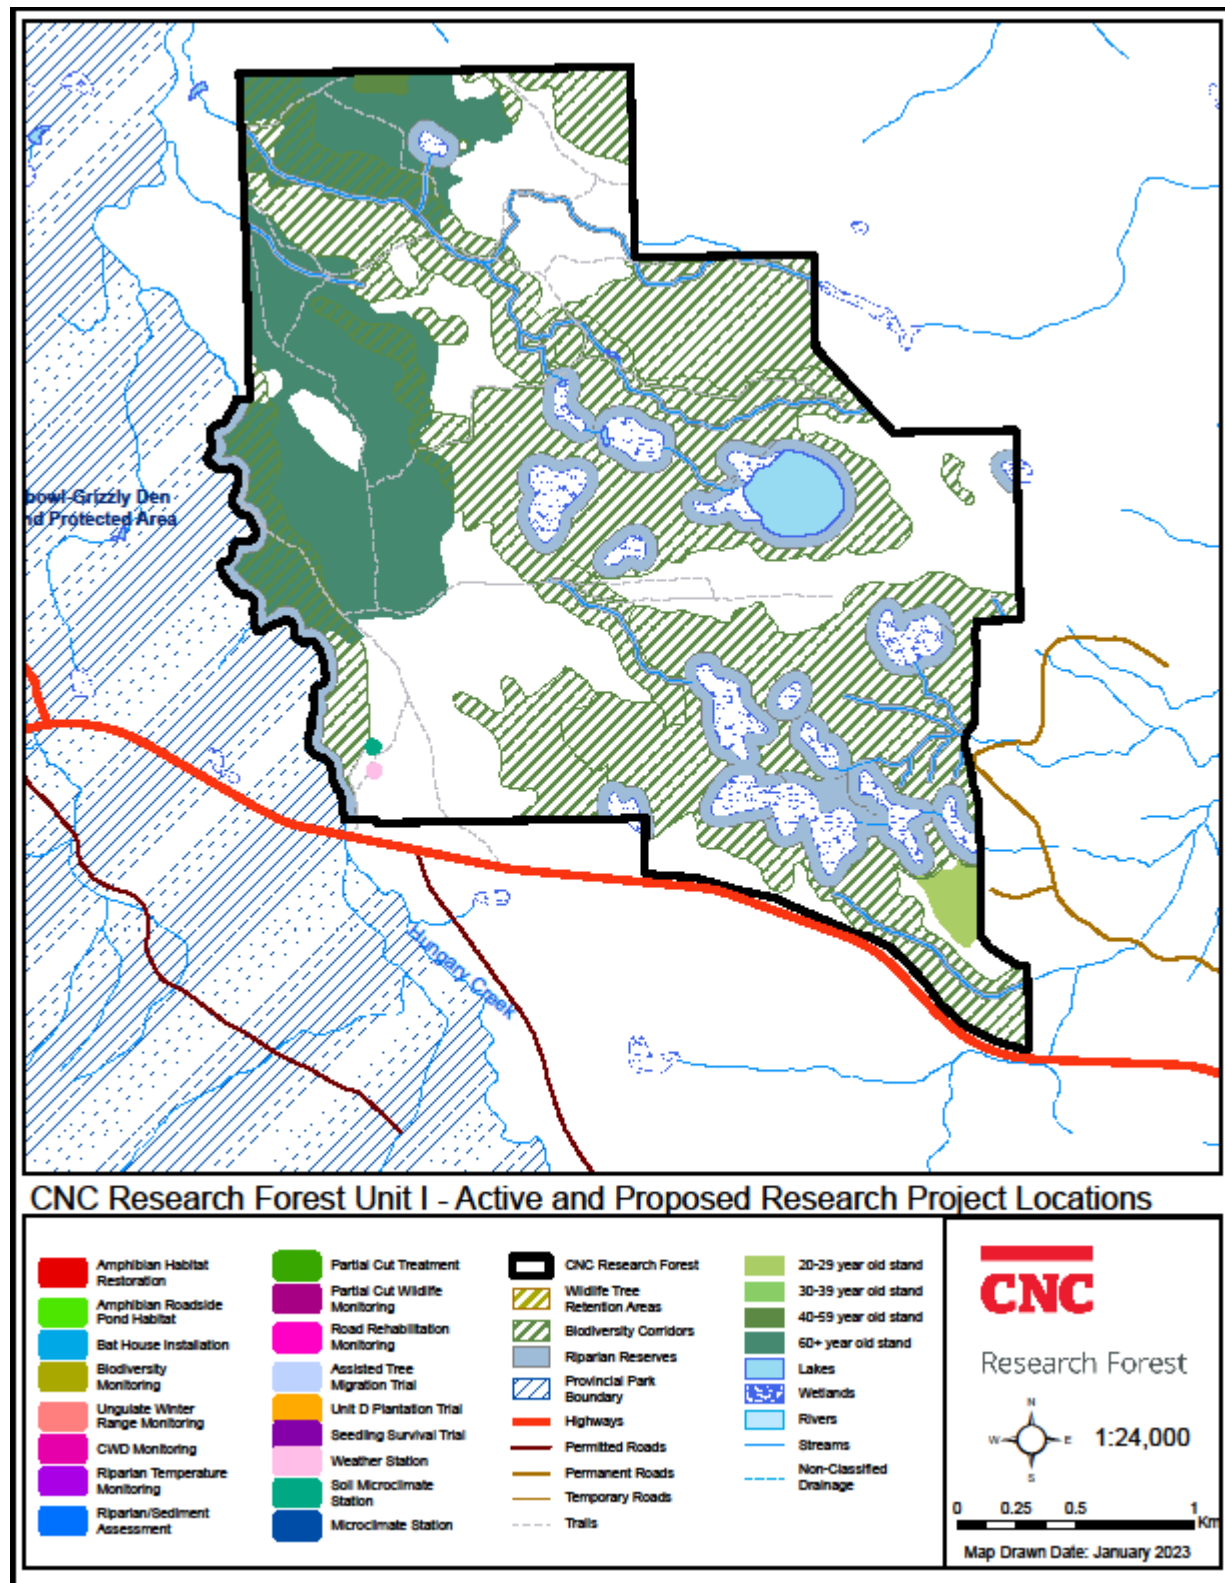 bowl-Grizzly Den
nd Protected Area
Hungary Creek
CNC Research Forest Unit I - Active and Proposed Research Project Locations
Amphibian Habitat
Restoration
Amphibian Roadside
Pond Habitat
Bat House Installation
Biodiversity
Monitoring
Ungulate Winter
Range Monitoring
CWD Monitoring
Riparian Temperature
Monitoring
Riparian/Sediment
Assessment
Partial Cut Treatment
Partial Cut Wildlife
Monitoring
Road Rehabilitation
Monitoring
Assisted Tree
Migration Trial
Unit D Plantation Trial
Seedling Survival Trial
Weather Station
Soil Microclimate
Station
Microclimate Station
CNC Research Forest
Wildlife Tree
Retention Areas
Biodiversity Corridors
Riparian Reserves
Provincial Park
Boundary
Highways
Permitted Roads
Permanent Roads
Temporary Roads
Trails
20-29 year old stand
30-39 year old stand
40-59 year old stand
60+ year old stand
Lakes
Wetlands
Rivers
Streams
Non-Classified
Drainage
CNC
Research Forest
N
W E
S
1:24,000
0 0.25 0.5 1
Km
Map Drawn Date: January 2023